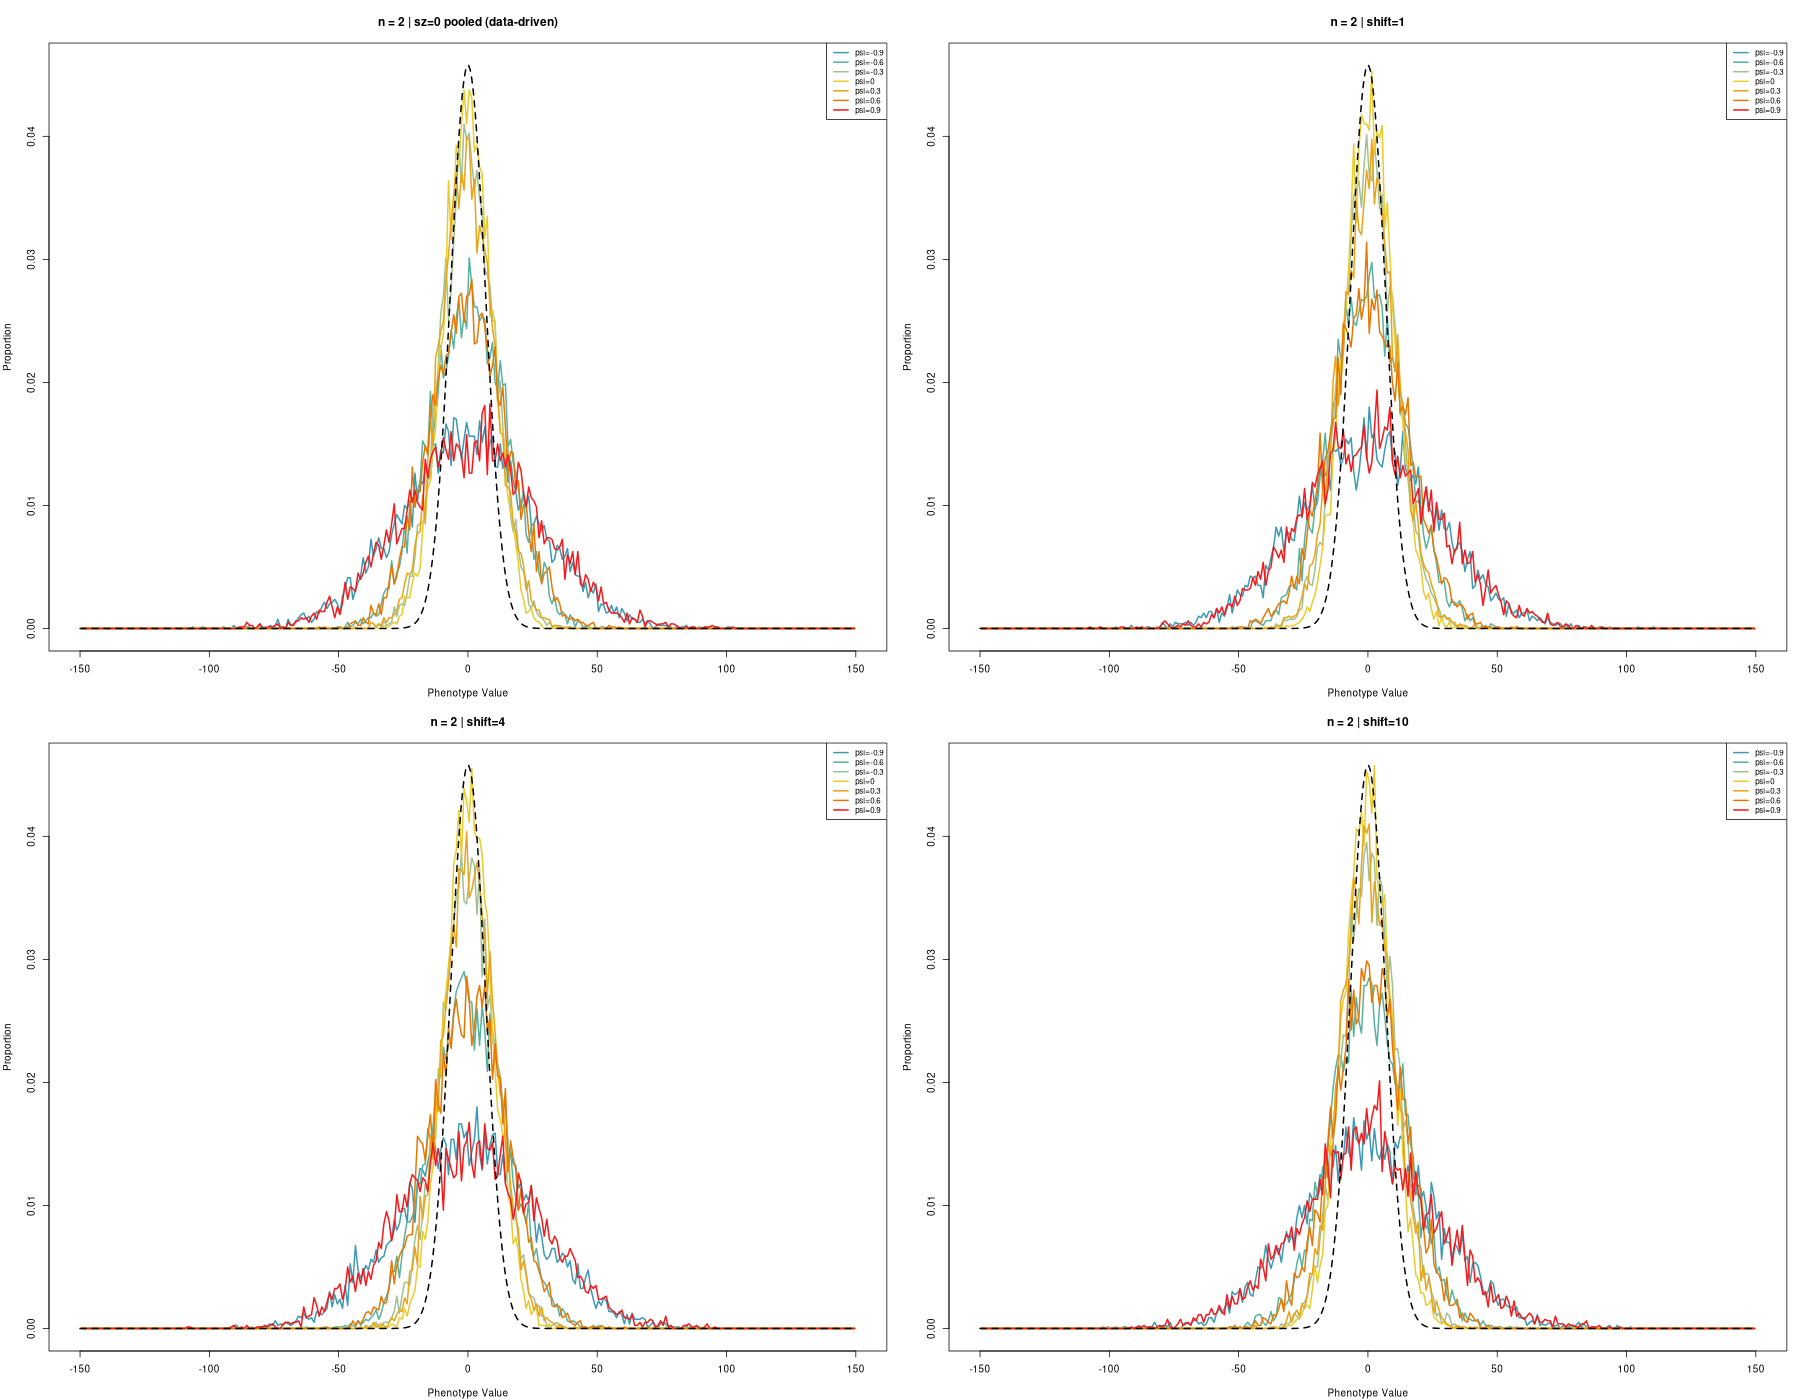 n = 2 | sz=0 pooled (data-driven)
Proportion
0.00
0.01
0.02
0.03
0.04
psi=-0.9
psi=-0.6
psi=-0.3
psi=0
psi=0.3
psi=0.6
psi=0.9
-150 -100 -50 0 50 100 150
Phenotype Value
n = 2 | shift=1
Proportion
0.00
0.01
0.02
0.03
0.04
psi=-0.9
psi=-0.6
psi=-0.3
psi=0
psi=0.3
psi=0.6
psi=0.9
-150 -100 -50 0 50 100 150
Phenotype Value
n = 2 | shift=4
Proportion
0.00
0.01
0.02
0.03
0.04
psi=-0.9
psi=-0.6
psi=-0.3
psi=0
psi=0.3
psi=0.6
psi=0.9
-150 -100 -50 0 50 100 150
Phenotype Value
n = 2 | shift=10
Proportion
0.00
0.01
0.02
0.03
0.04
psi=-0.9
psi=-0.6
psi=-0.3
psi=0
psi=0.3
psi=0.6
psi=0.9
-150 -100 -50 0 50 100 150
Phenotype Value